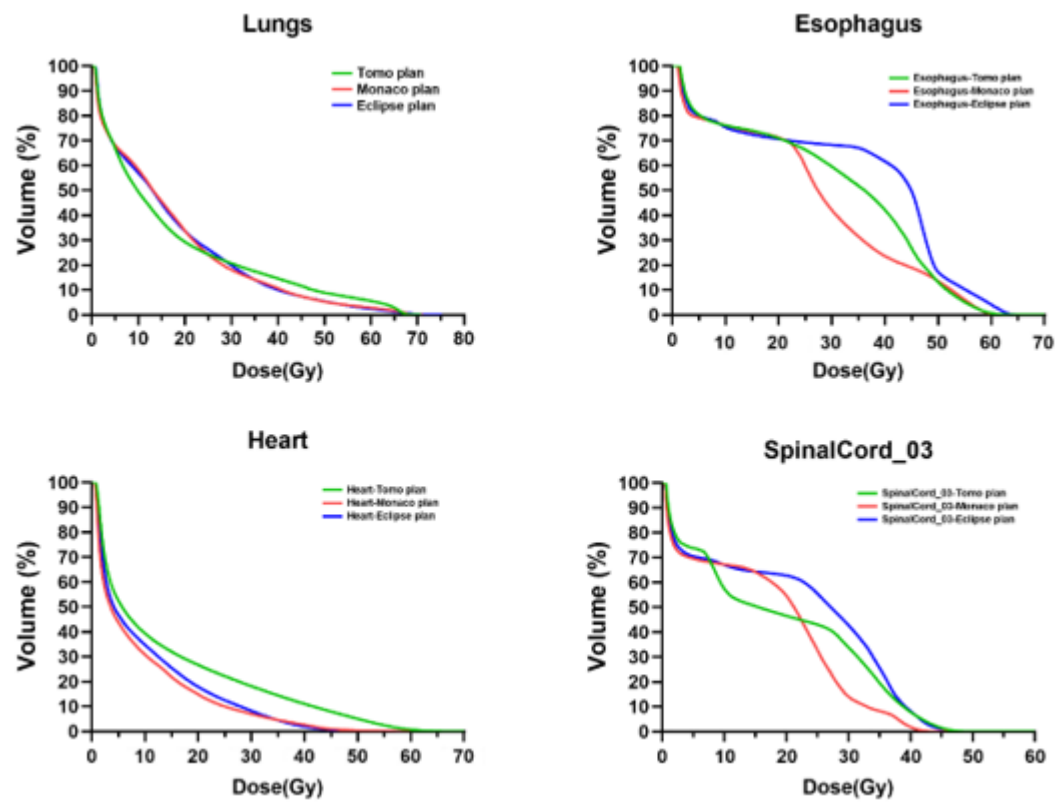 Lungs
Tomo plan
Monaco plan
Eclipse plan
Volume (%)
100
90
80
70
60
50
40
30
20
10
0
0 10 20 30 40 50 60 70 80
Dose(Gy)
Esophagus
Esophagus-Tomo plan
Esophagus-Monaco plan
Esophagus-Eclipse plan
Volume (%)
100
90
80
70
60
50
40
30
20
10
0
0 10 20 30 40 50 60 70
Dose(Gy)
Heart
Heart-Tomo plan
Heart-Monaco plan
Heart-Eclipse plan
Volume (%)
100
90
80
70
60
50
40
30
20
10
0
0 10 20 30 40 50 60 70
Dose(Gy)
SpinalCord_03
SpinalCord_03-Tomo plan
SpinalCord_03-Monaco plan
SpinalCord_03-Eclipse plan
Volume (%)
100
90
80
70
60
50
40
30
20
10
0
0 10 20 30 40 50 60
Dose(Gy)